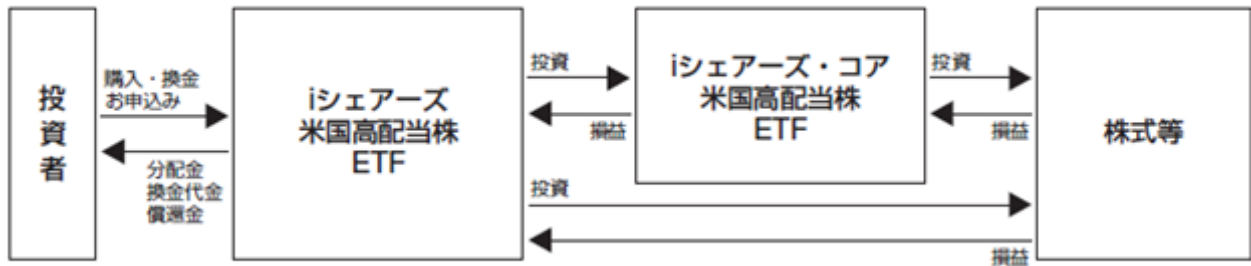 投
資
者
購入・換金
お申込み
分配金
換金代金
償還金
iシェアーズ
米国高配当株
ETF
投資
損益
iシェアーズ・コア
米国高配当株
ETF
投資
損益
投資
損益
株式等